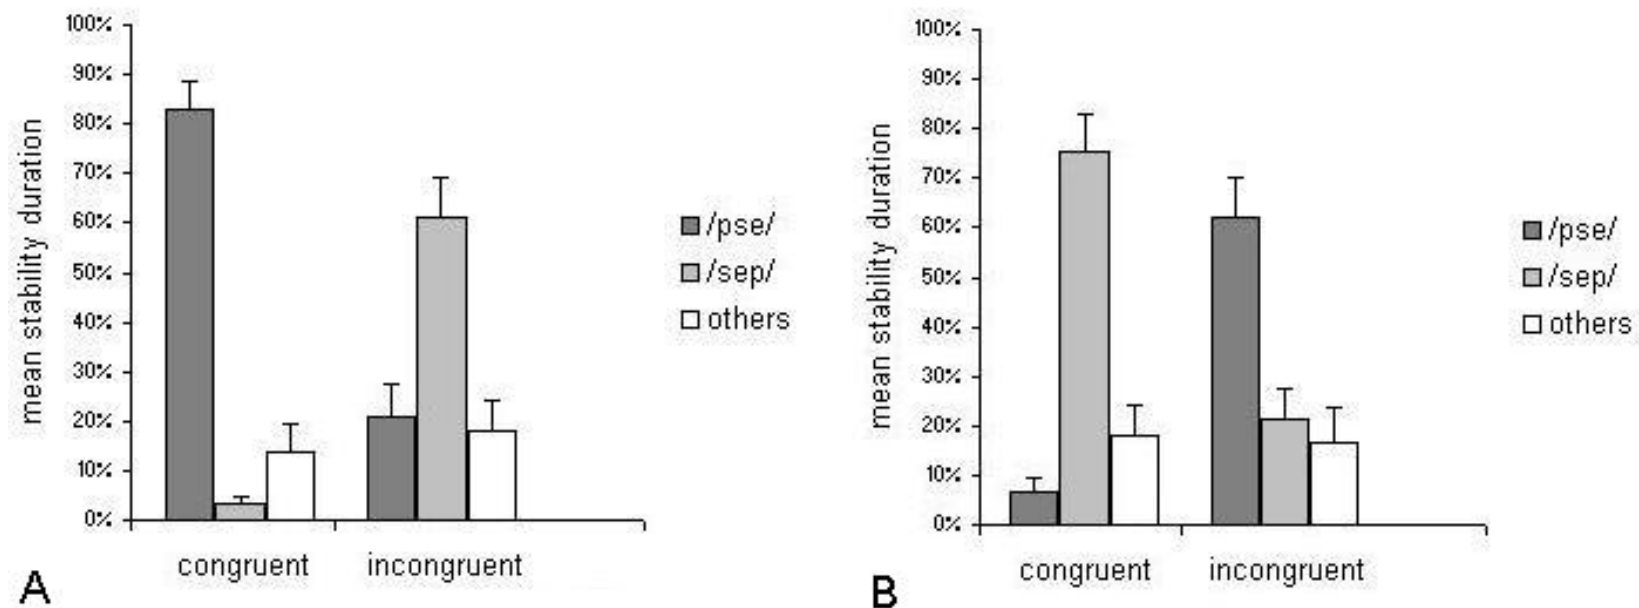 100%
90%
80%
70%
60%
50%
40%
30%
20%
10%
0%
mean stability duration
congruent
incongruent
/pse/
/sep/
others
A
100%
90%
80%
70%
60%
50%
40%
30%
20%
10%
0%
mean stability duration
congruent
incongruent
/pse/
/sep/
others
B